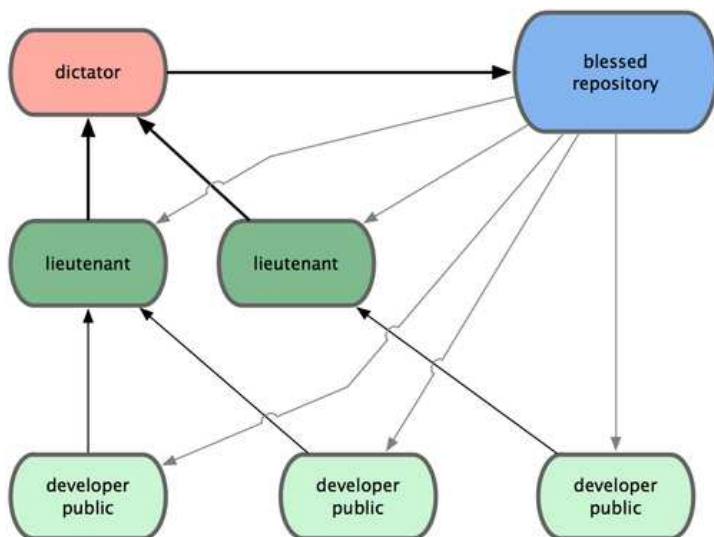 dictator
blessed
repository
lieutenant
lieutenant
developer
public
developer
public
developer
public